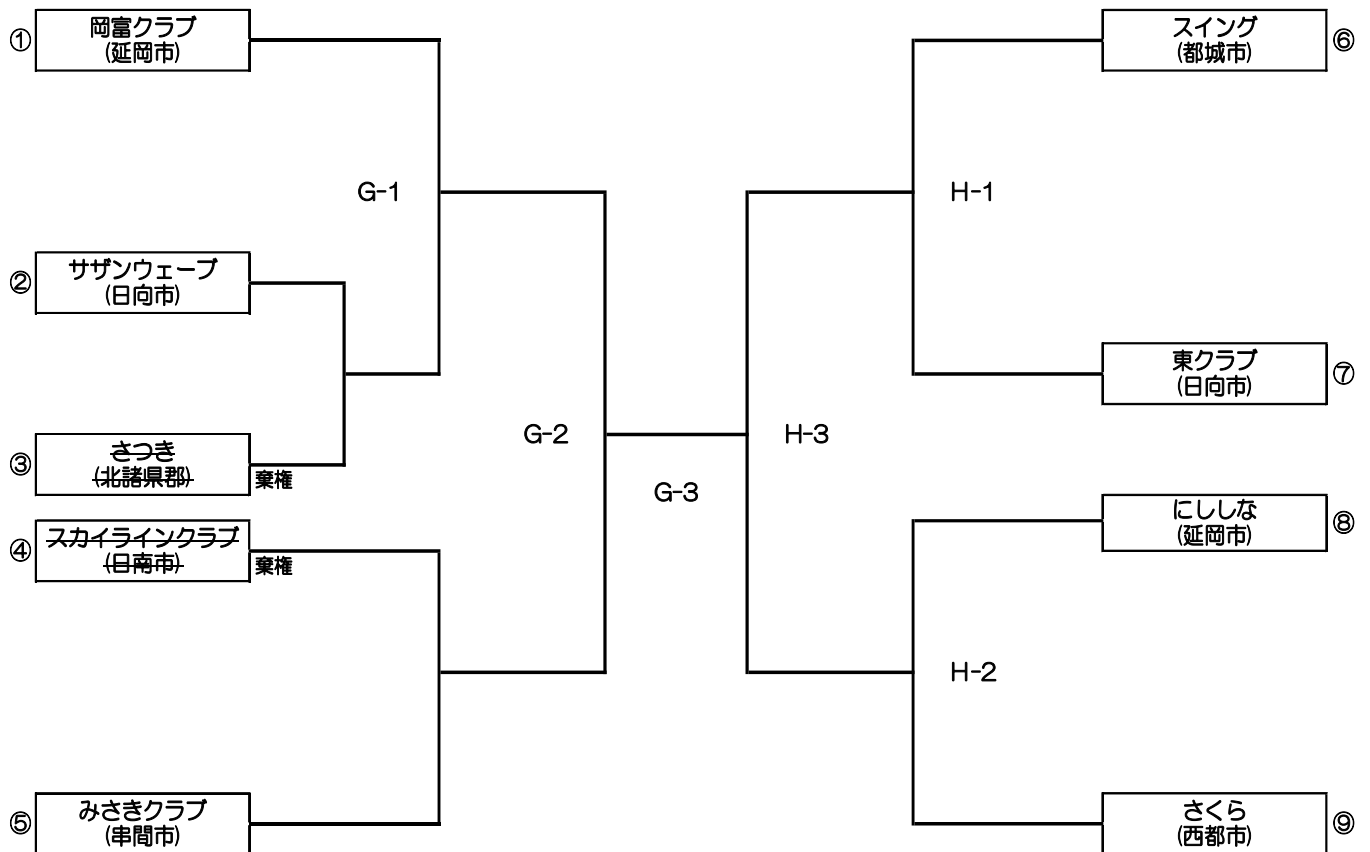 ① 岡富クラブ
(延岡市)
G-1
② サザンウェーブ
(日向市)
③ さつき
(北諸県郡)
棄権
④ スカイラインクラブ
(日南市)
棄権
⑤ みさきクラブ
(串間市)
G-2
G-3
H-3
H-1
H-2
スイング ⑥
(都城市)
東クラブ ⑦
(日向市)
にししな ⑧
(延岡市)
さくら ⑨
(西都市)